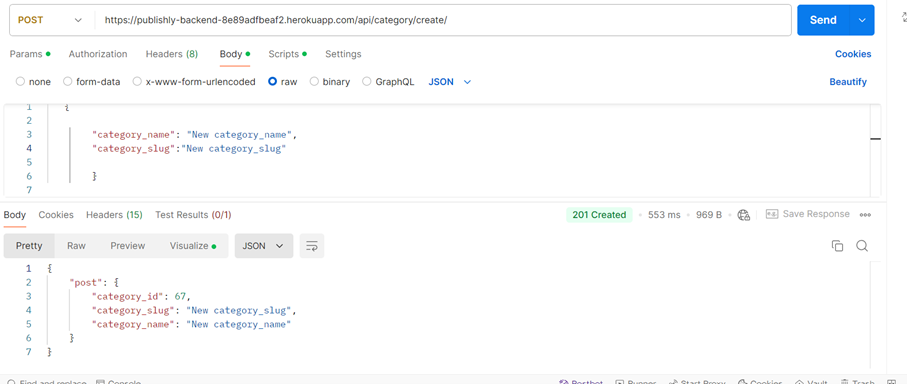 POST https://publishly-backend-8e89adfbeaf2.herokuapp.com/api/category/create/ Send
Params Authorization Headers (8) Body Scripts Settings Cookies
none form-data x-www-form-urlencoded raw binary GraphQL JSON Beautify
1 {
2
3 "category_name": "New category_name",
4 "category_slug":"New category_slug"
5
6 }
7
Body Cookies Headers (15) Test Results (0/1) 201 Created 553 ms 969 B Save Response
Pretty Raw Preview Visualize JSON
1 {
2 "post": {
3 "category_id": 67,
4 "category_slug": "New category_slug",
5 "category_name": "New category_name"
6 }
7 }
Find and replace Console Postbot Runner Start Proxy Cookies Vault Trash